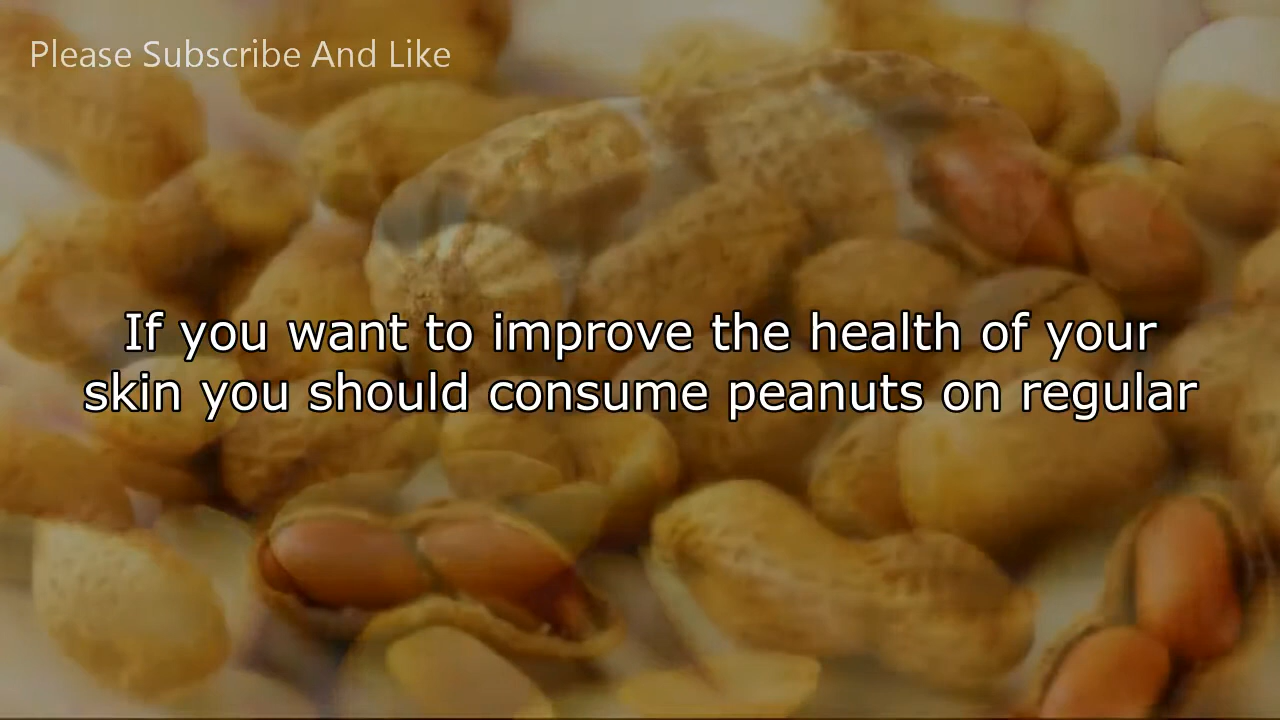 Please Subscribe And Like
If you want to improve the health of your
skin you should consume peanuts on regular